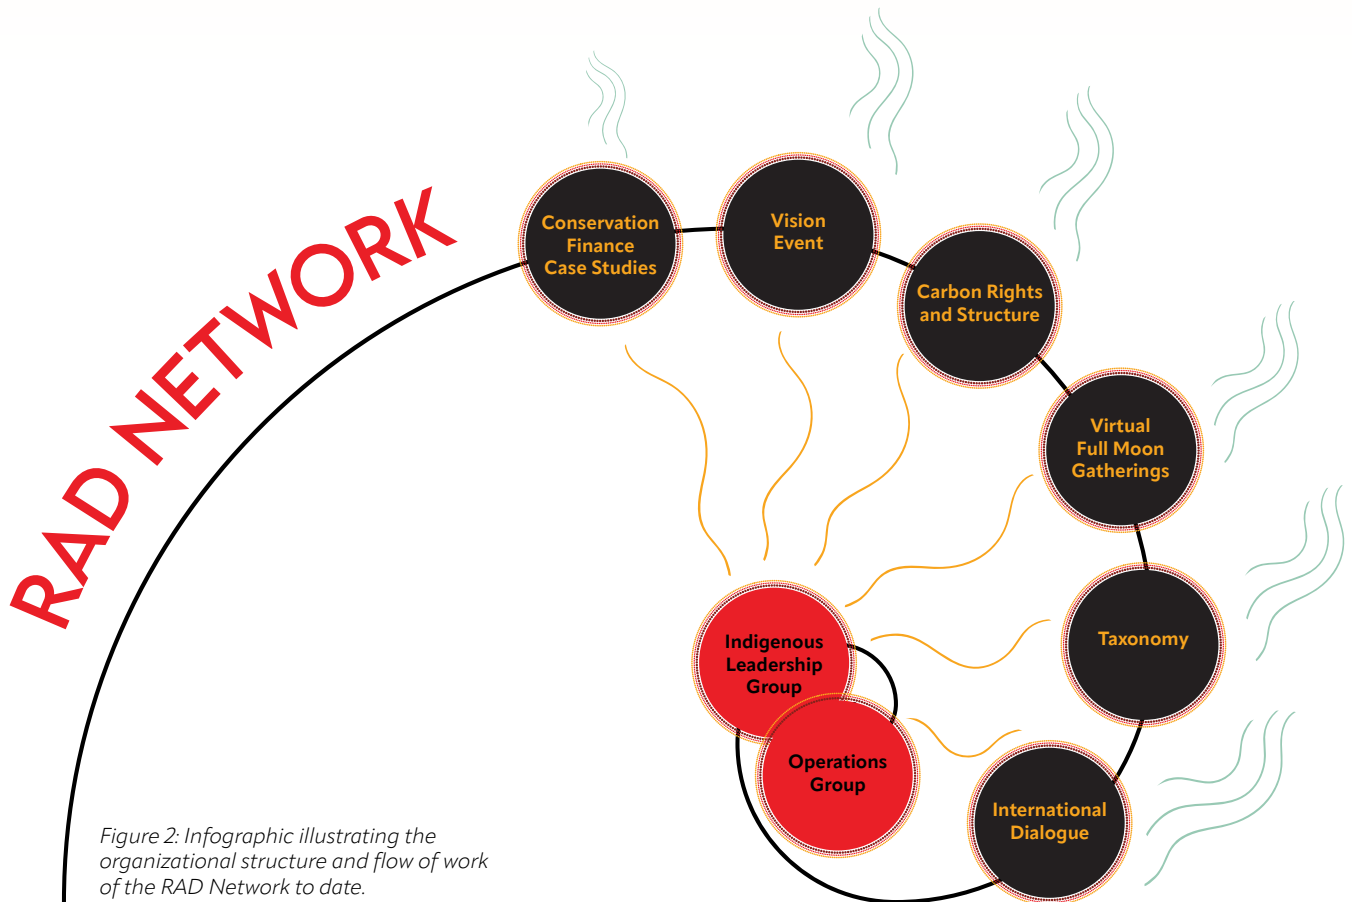 RAD NETWORK
Conservation
Finance
Case Studies
Vision
Event
Carbon Rights
and Structure
Virtual
Full Moon
Gatherings
Taxonomy
International
Dialogue
Indigenous
Leadership
Group
Operations
Group
Figure 2: Infographic illustrating the
organizational structure and flow of work
of the RAD Network to date.